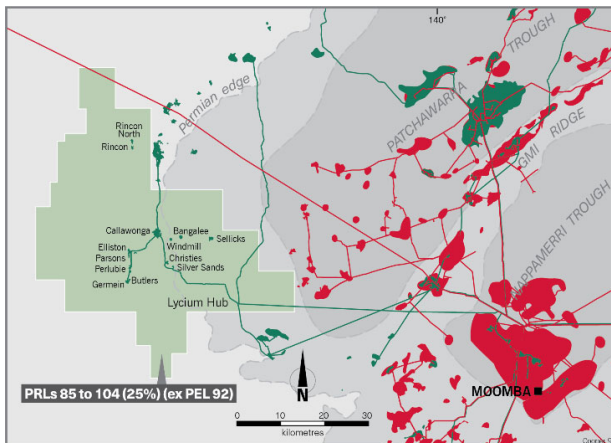 140°
TROUGH
PATCHAWARRA
Permian edge
GMI RIDGE
NAPPAMERRI TROUGH
Rincon
North
Rincon
Callawonga
Bangalee
Sellicks
Windmill
Elliston
Parsons
Christies
Perlubie
Silver Sands
Germein
Butlers
Lycium Hub
PRLs 85 to 104 (25%) (ex PEL 92)
N
MOOMBA
0 10 20 30
kilometres